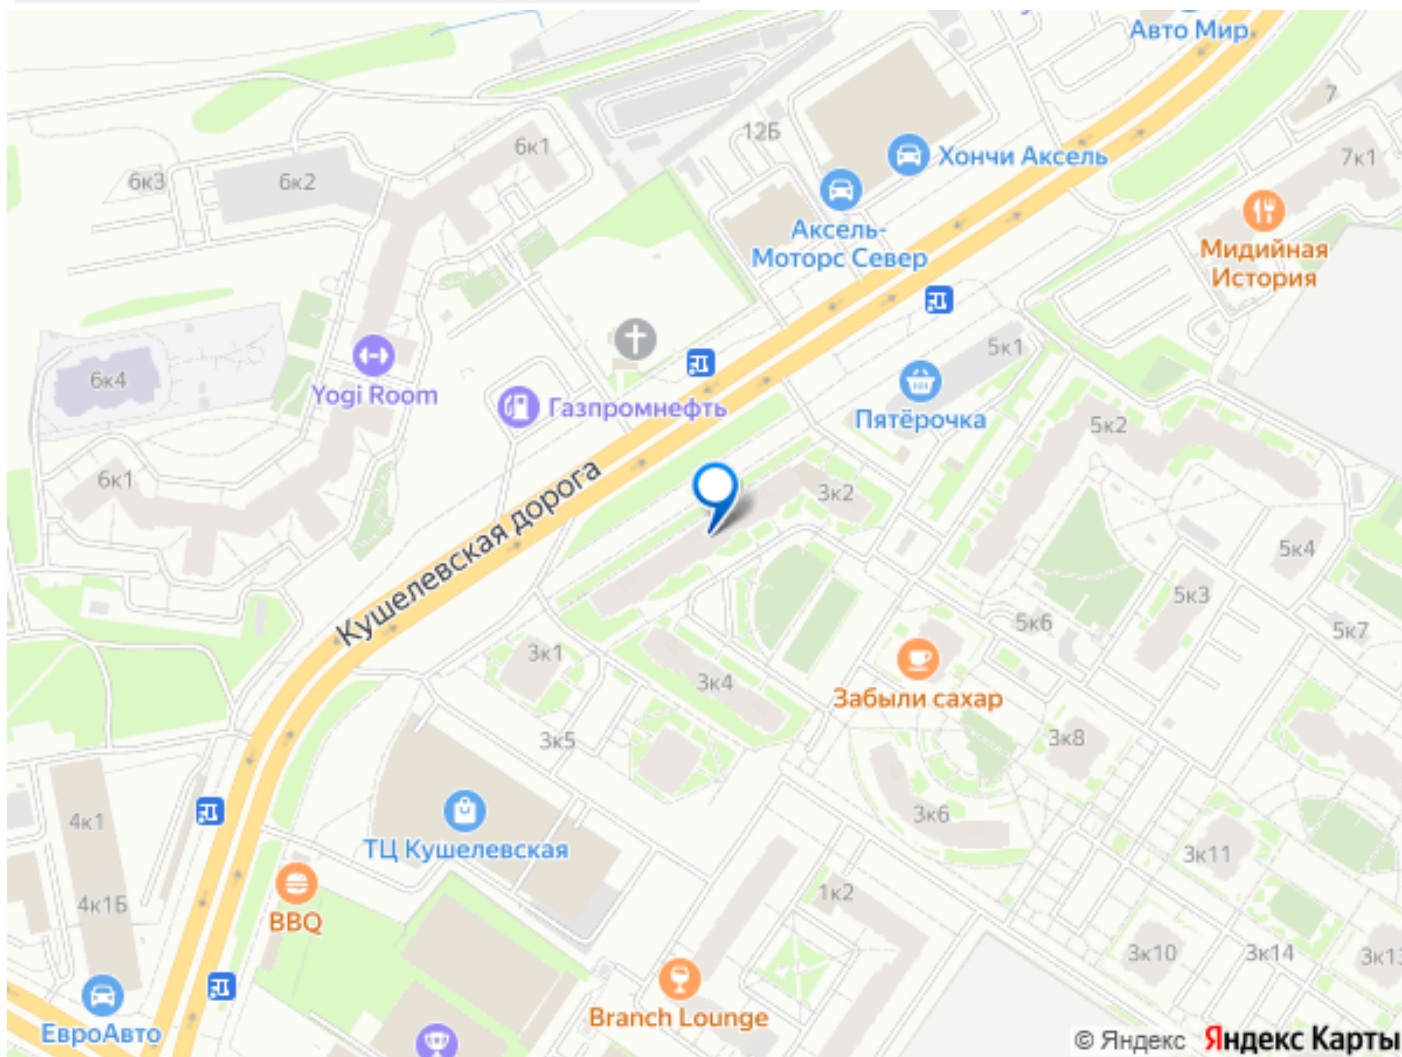 Авто Мир
12Б
7
6к1
Хончи Аксель
7к1
6к3
6к2
Аксель-
Моторс Север
Мидийная
История
5к1
6к4
Yogi Room
Газпромнефть
Пятёрочка
5к2
6к1
Кушелевская дорога
3к2
5к4
5к3
5к6
5к7
3к1
3к4
Забыли сахар
3к5
3к8
4к1
ТЦ Кушелевская
3к6
3к11
4к1Б
BBQ
1к2
3к10
3к14
3к13
Branch Lounge
ЕвроАвто
© Яндекс Яндекс Карты